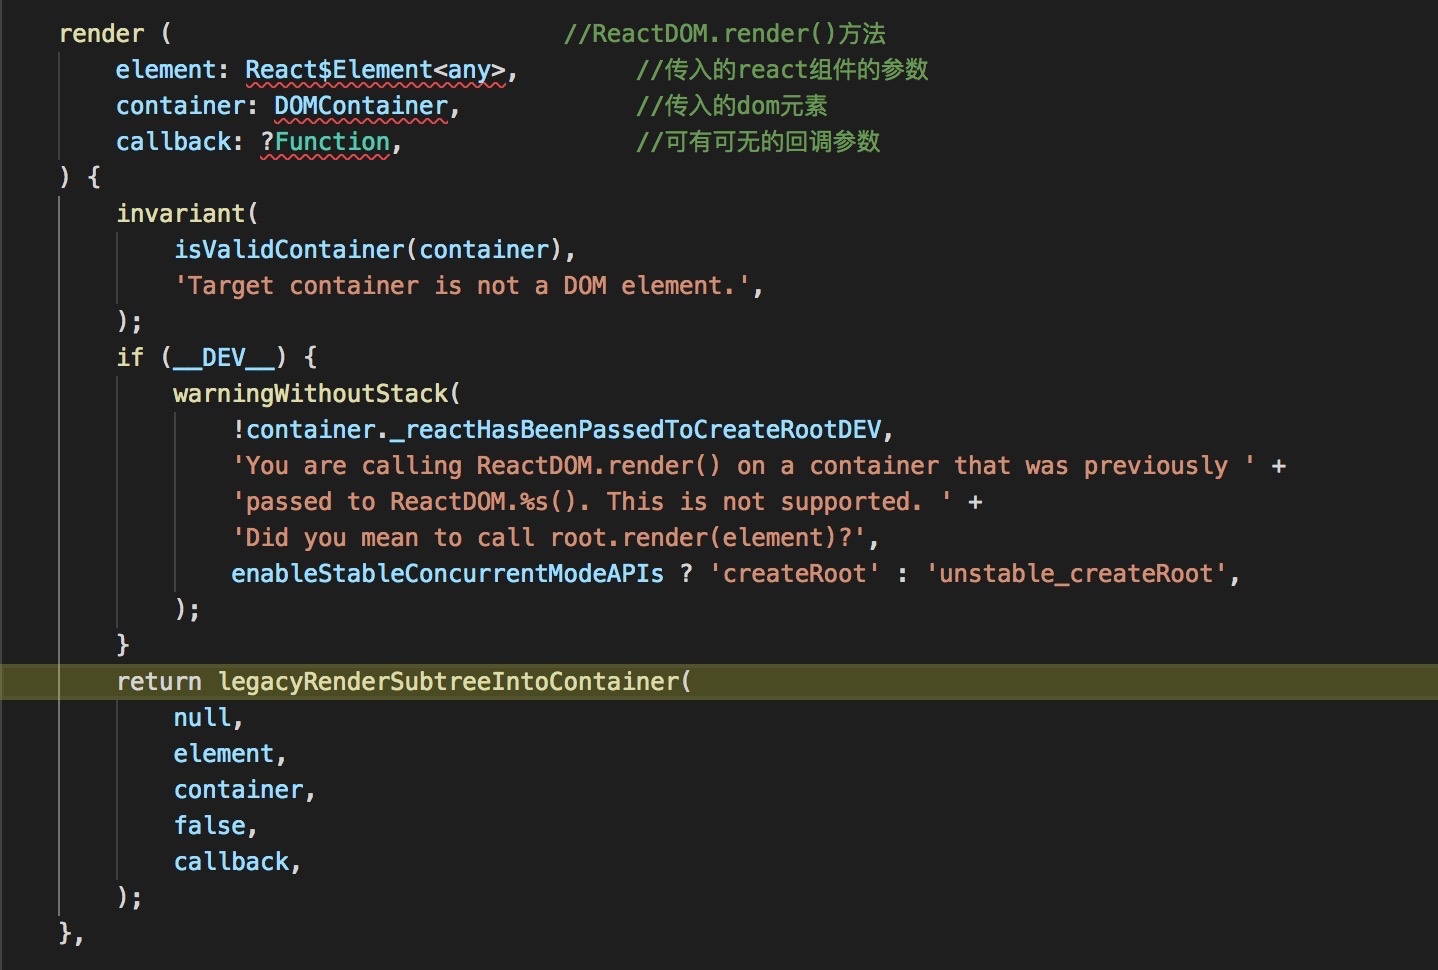 render (                            //ReactDOM.render()方法
    element: React$Element<any>,        //传入的react组件的参数
    container: DOMContainer,            //传入的dom元素
    callback: ?Function,                //可有可无的回调参数
) {
    invariant(
        isValidContainer(container),
        'Target container is not a DOM element.',
    );
    if (__DEV__) {
        warningWithoutStack(
            !container._reactHasBeenPassedToCreateRootDEV,
            'You are calling ReactDOM.render() on a container that was previously ' +
            'passed to ReactDOM.%s(). This is not supported. ' +
            'Did you mean to call root.render(element)?',
            enableStableConcurrentModeAPIs ? 'createRoot' : 'unstable_createRoot',
        );
    }
    return legacyRenderSubtreeIntoContainer(
        null,
        element,
        container,
        false,
        callback,
    );
},